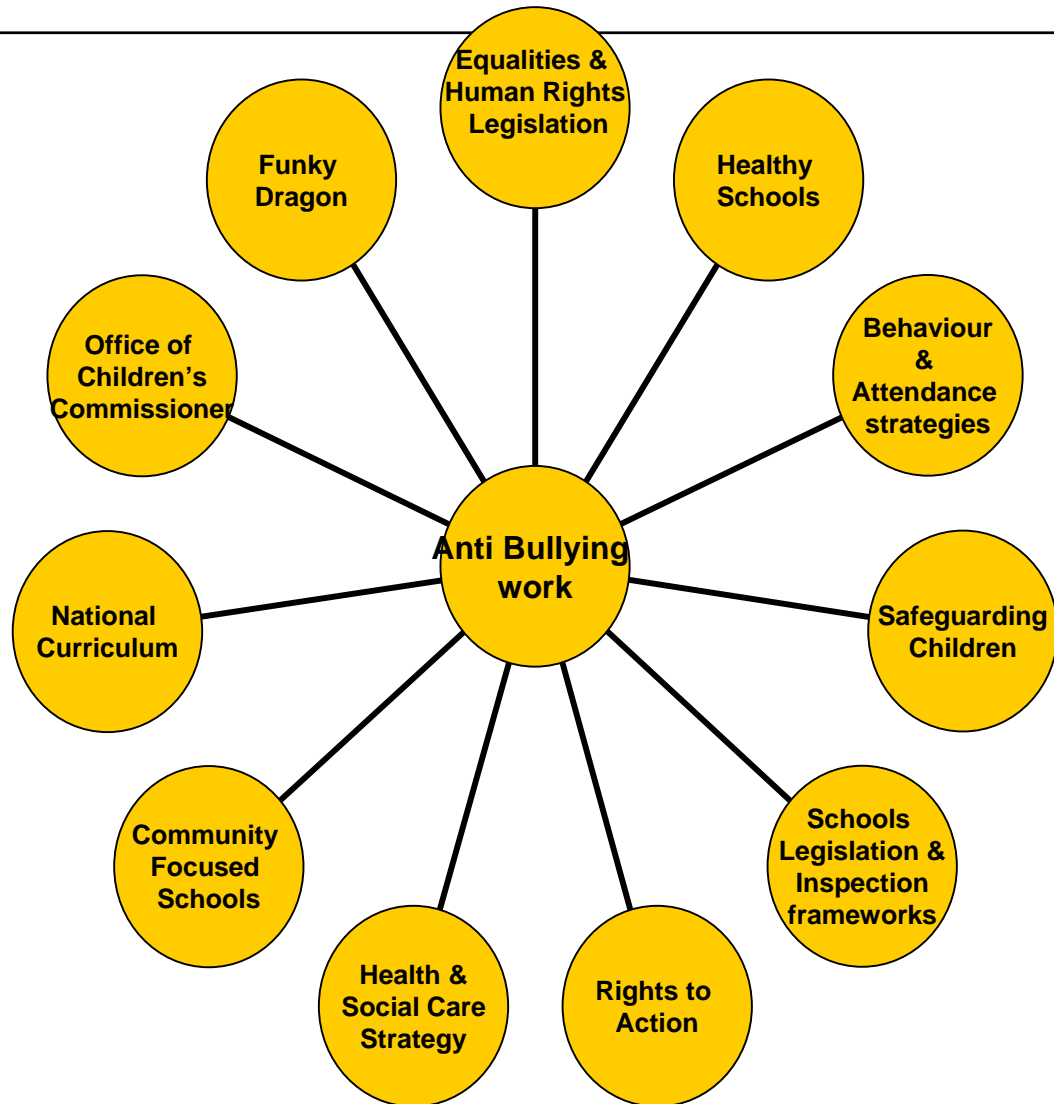 Equalities &
Human Rights
Legislation
Healthy
Schools
Behaviour
&
Attendance
strategies
Safeguarding
Children
Schools
Legislation &
Inspection
frameworks
Rights to
Action
Health &
Social Care
Strategy
Community
Focused
Schools
National
Curriculum
Office of
Children’s
Commissioner
Funky
Dragon
Anti Bullying
work